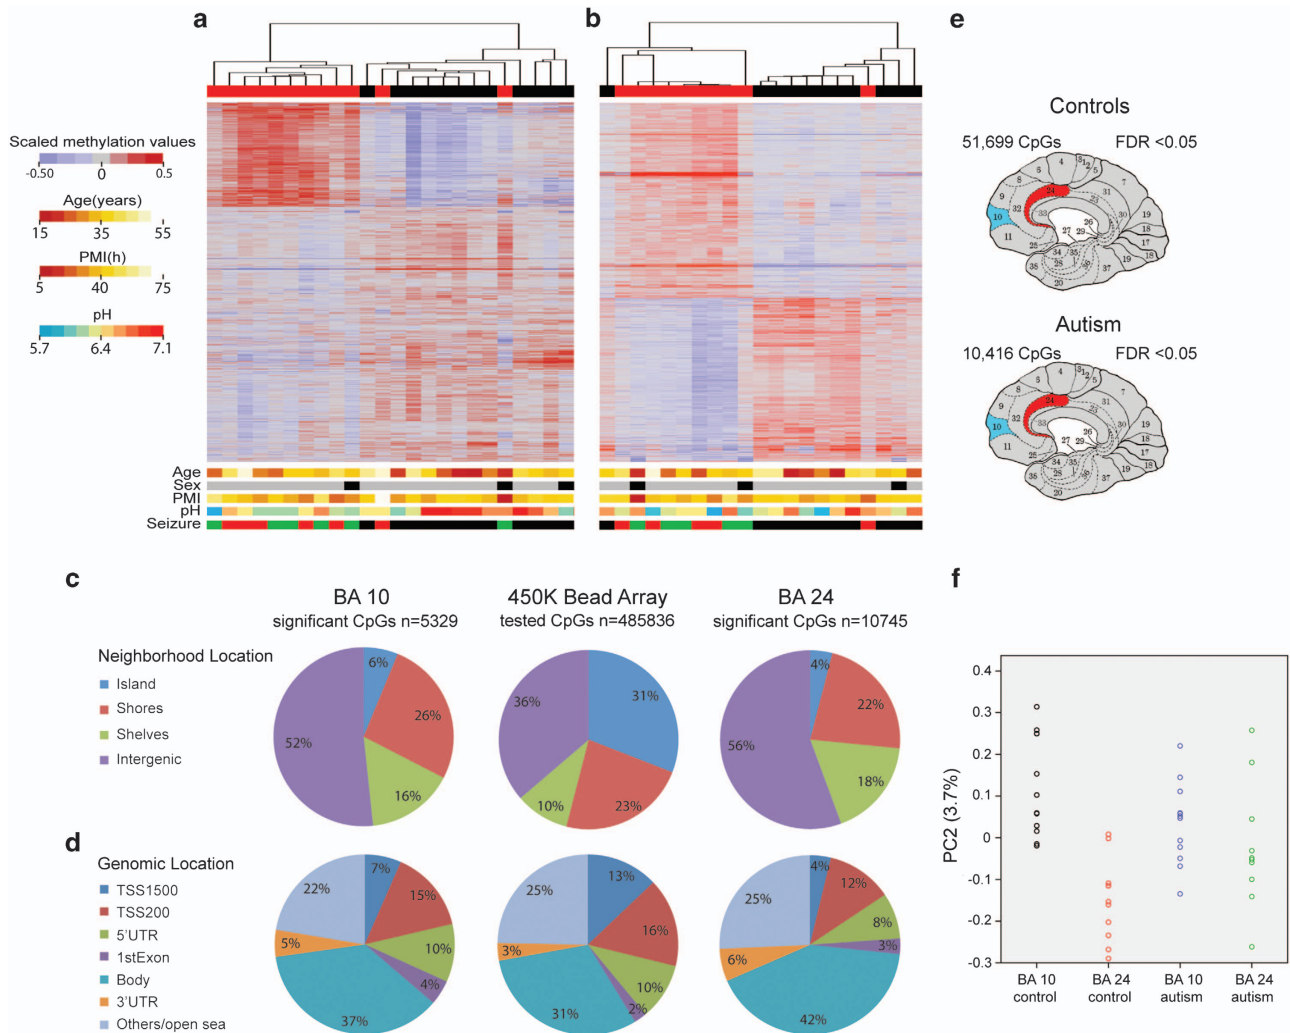 a
b
e
Scaled methylation values
-0.50 0 0.5
Age(years)
15 35 55
PMI(h)
5 40 75
pH
5.7 6.4 7.1
Age
Sex
PMI
pH
Seizure
Controls
51,699 CpGs FDR <0.05
Autism
10,416 CpGs FDR <0.05
c
BA 10
significant CpGs n=5329
450K Bead Array
tested CpGs n=485836
BA 24
significant CpGs n=10745
Neighborhood Location
Island
Shores
Shelves
Intergenic
6%
26%
16%
52%
31%
23%
10%
36%
4%
22%
18%
56%
d
Genomic Location
TSS1500
TSS200
5'UTR
1stExon
Body
3'UTR
Others/open sea
7%
15%
10%
4%
37%
5%
22%
13%
16%
10%
2%
31%
3%
25%
4%
12%
8%
3%
42%
6%
25%
f
PC2 (3.7%)
0.4
0.3
0.2
0.1
0
-0.1
-0.2
-0.3
BA 10 control
BA 24 control
BA 10 autism
BA 24 autism